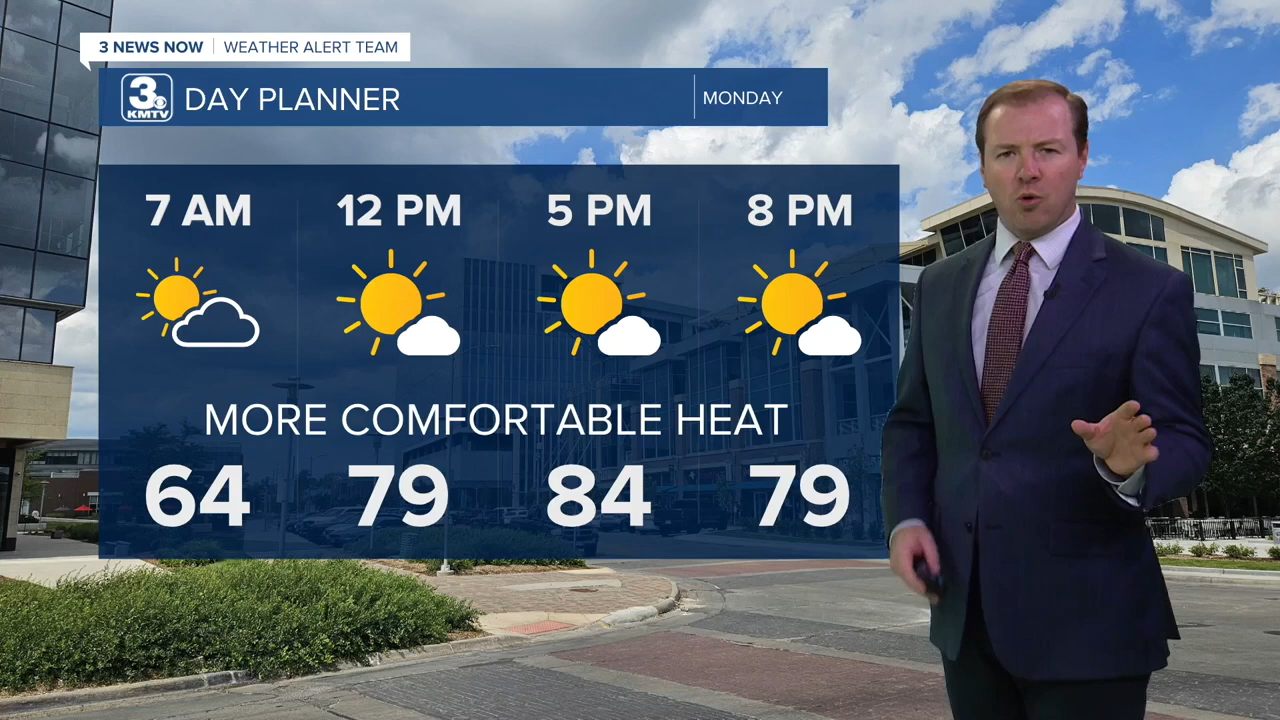 3 NEWS NOW | WEATHER ALERT TEAM
3
KMTV
DAY PLANNER
MONDAY
7 AM 12 PM 5 PM 8 PM
MORE COMFORTABLE HEAT
64 79 84 79